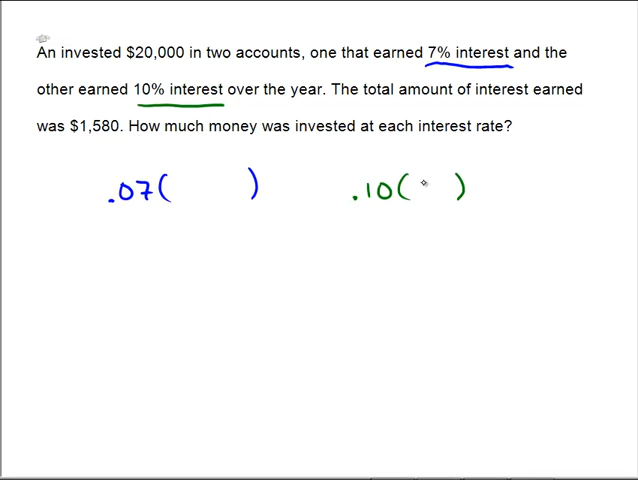 An invested $20,000 in two accounts, one that earned 7% interest and the
other earned 10% interest over the year. The total amount of interest earned
was $1,580. How much money was invested at each interest rate?
.07( ) .10( )